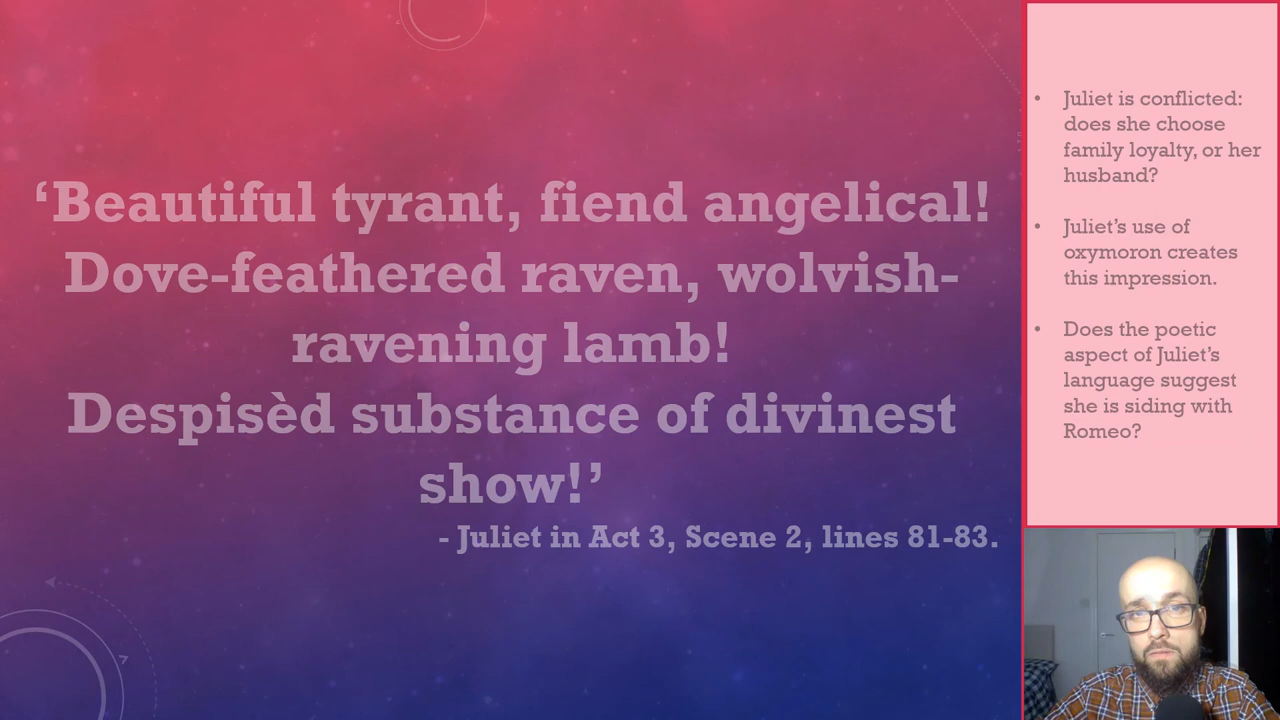 ‘Beautiful tyrant, fiend angelical!
Dove-feathered raven, wolvish-
ravening lamb!
Despisèd substance of divinest
show!’
- Juliet in Act 3, Scene 2, lines 81-83.
• Juliet is conflicted:
does she choose
family loyalty, or her
husband?
• Juliet’s use of
oxymoron creates
this impression.
• Does the poetic
aspect of Juliet’s
language suggest
she is siding with
Romeo?